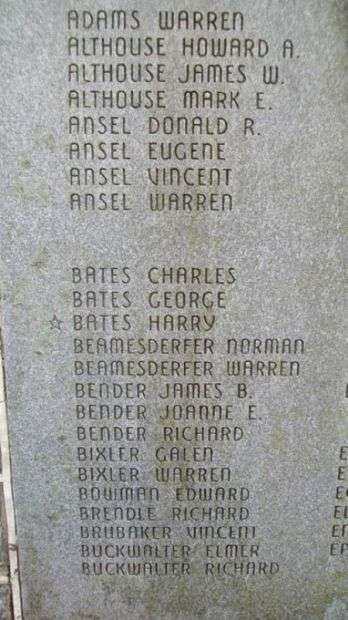 ADAMS WARREN
ALTHOUSE HOWARD A.
ALTHOUSE JAMES W.
ALTHOUSE MARK E.
ANSEL DONALD R.
ANSEL EUGENE
ANSEL VINCENT
ANSEL WARREN
BATES CHARLES
BATES GEORGE
☆ BATES HARRY
BEAMESDERFER NORMAN
BEAMESDERFER WARREN
BENDER JAMES B.
BENDER JOANNE E.
BENDER RICHARD
BIXLER GALEN
BIXLER WARREN
BOWMAN EDWARD
BRENDLE RICHARD
BRUBAKER VINCENT
BUCKWALTER ELMER
BUCKWALTER RICHARD